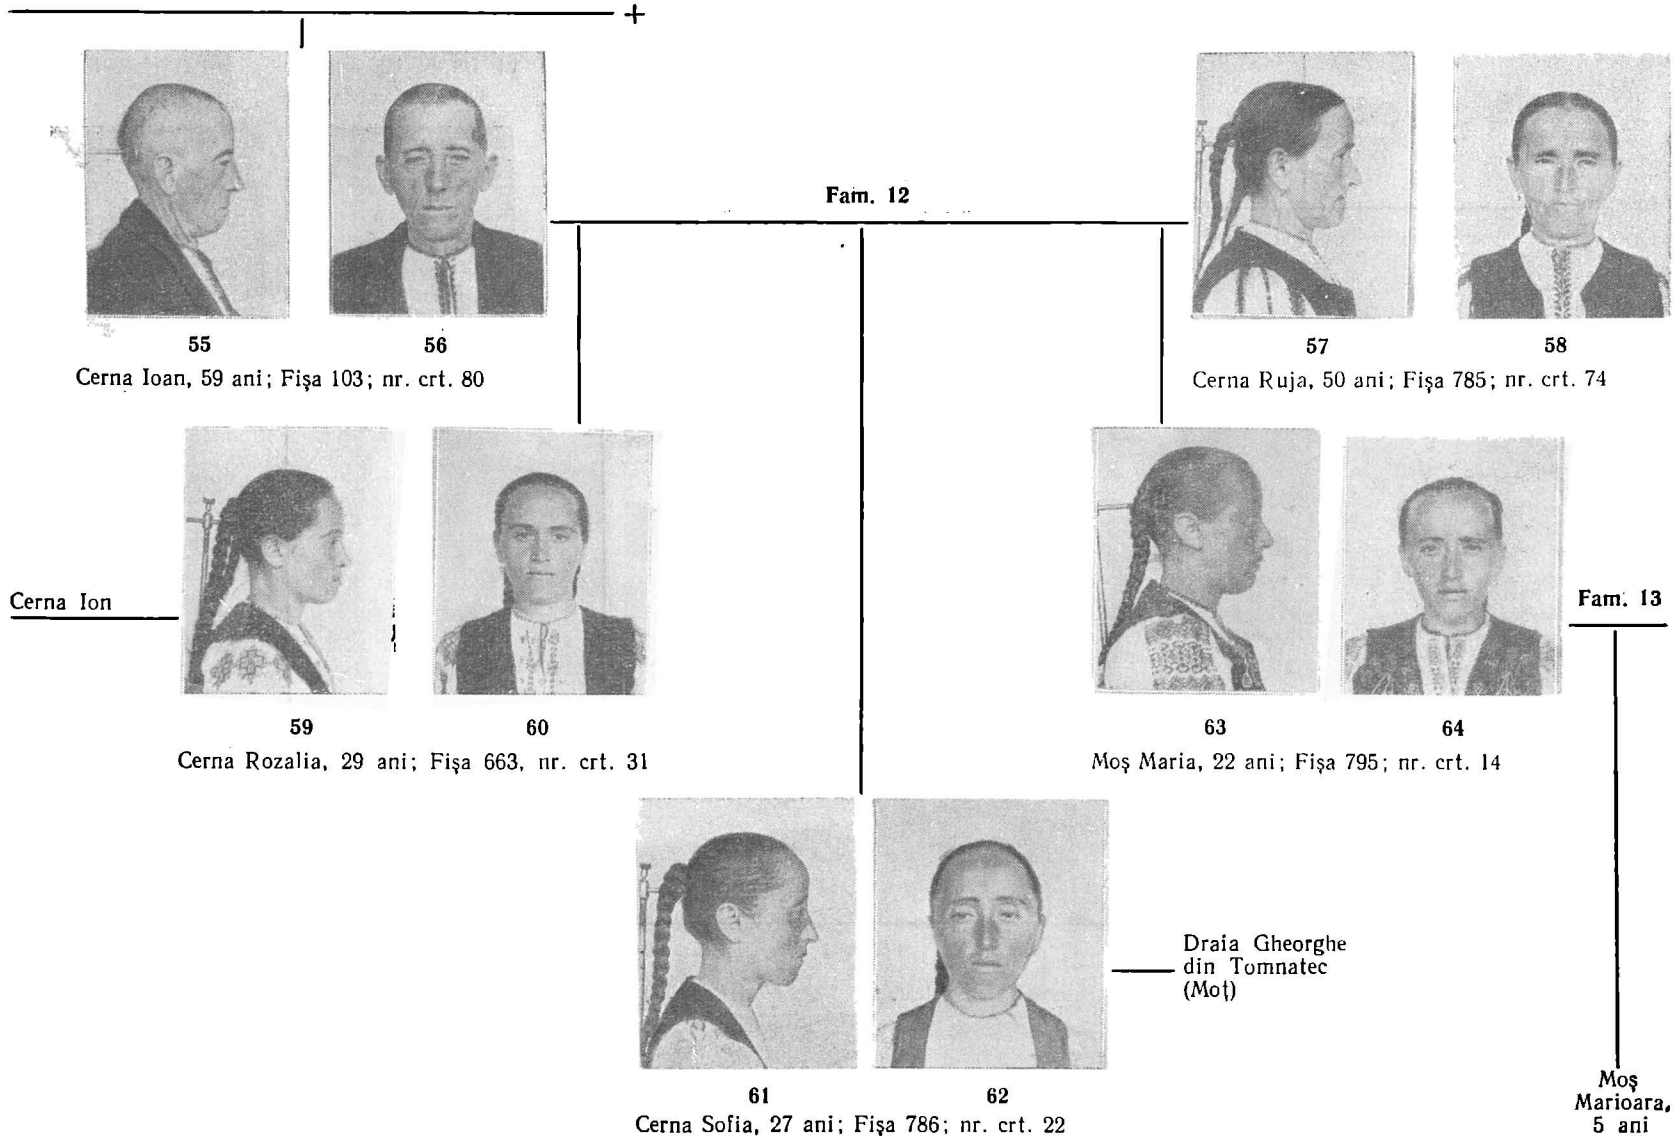 Fam. 12
55 56
Cerna Ioan, 59 ani; Fişa 103; nr. crt. 80
57 58
Cerna Ruja, 50 ani; Fişa 785; nr. crt. 74
Cerna Ion
59 60
Cerna Rozalia, 29 ani; Fişa 663, nr. crt. 31
Fam. 13
63 64
Moş Maria, 22 ani; Fişa 795; nr. crt. 14
Draia Gheorghe
din Tomnatec
(Moţ)
61 62
Cerna Sofia, 27 ani; Fişa 786; nr. crt. 22
Moş
Marioara,
5 ani